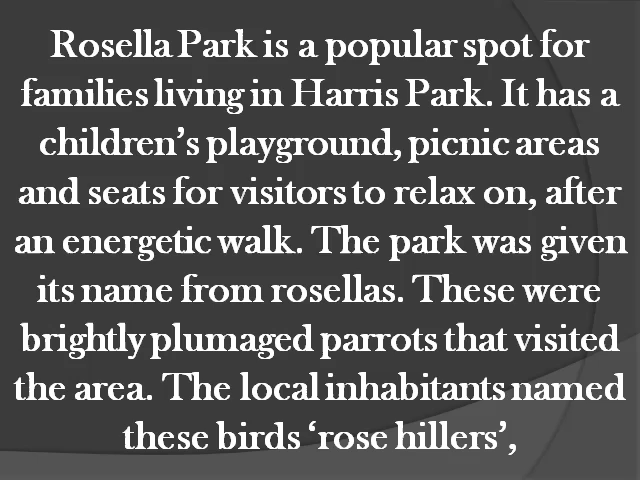 Rosella Park is a popular spot for
families living in Harris Park. It has a
children’s playground, picnic areas
and seats for visitors to relax on, after
an energetic walk. The park was given
its name from rosellas. These were
brightly plumaged parrots that visited
the area. The local inhabitants named
these birds ‘rose hillers’,